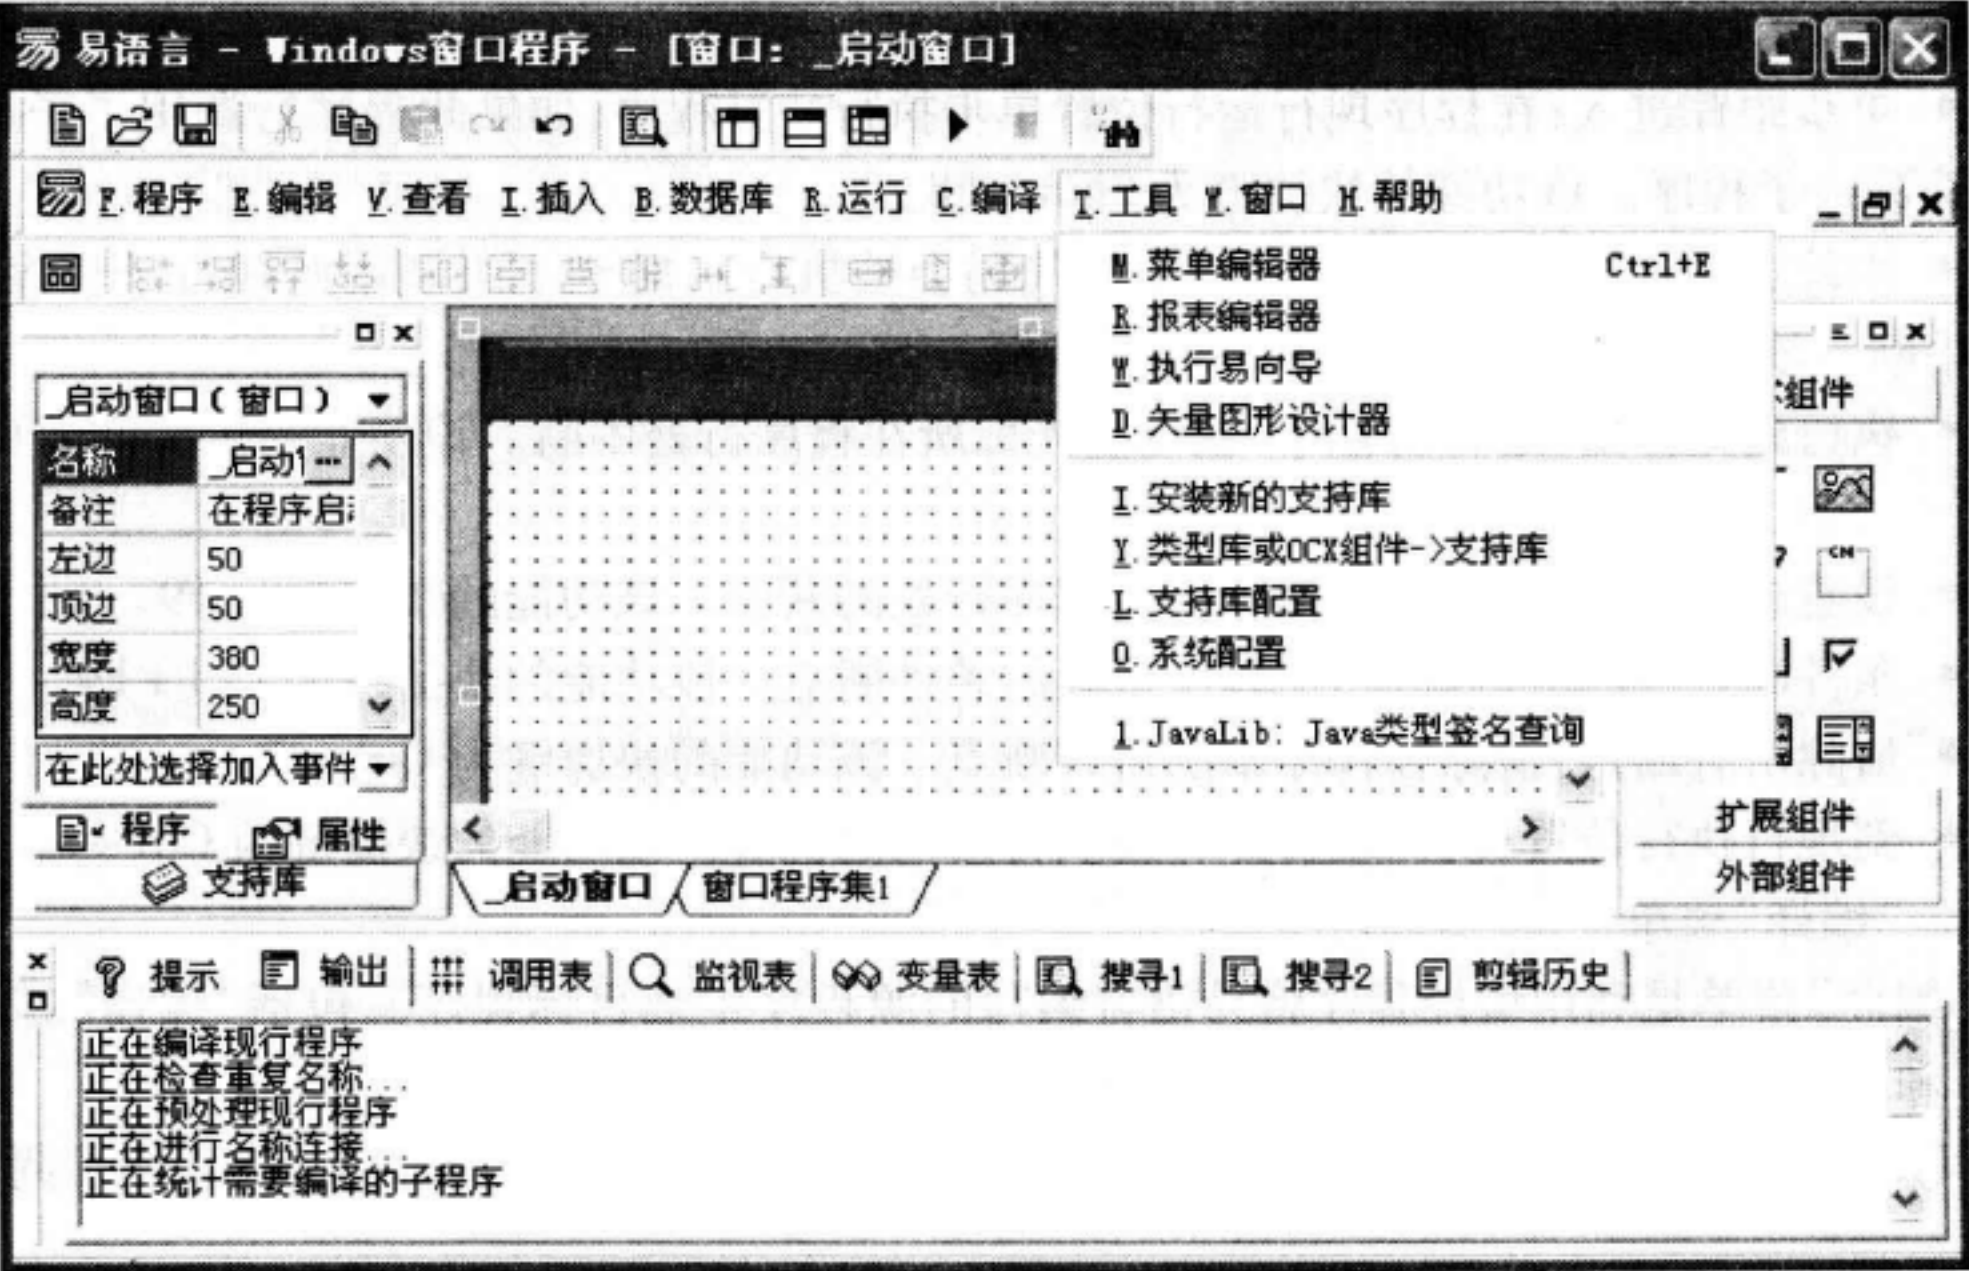 易语言 - Windows窗口程序 - [窗口: _启动窗口]
F.程序 E.编辑 V.查看 I.插入 B.数据库 R.运行 C.编译 T.工具 W.窗口 H.帮助
M.菜单编辑器 Ctrl+E
R.报表编辑器
W.执行易向导
D.矢量图形设计器
I.安装新的支持库
Y.类型库或OCX组件->支持库
L.支持库配置
O.系统配置
1.JavaLib: Java类型签名查询
_启动窗口(窗口)
名称 _启动
备注 在程序启
左边 50
顶边 50
宽度 380
高度 250
在此处选择加入事件
程序 属性
支持库
_启动窗口 窗口程序集1
组件
扩展组件
外部组件
提示 输出 调用表 监视表 变量表 搜寻1 搜寻2 剪辑历史
正在编译现行程序
正在检查重复名称...
正在预处理现行程序
正在进行名称连接...
正在统计需要编译的子程序